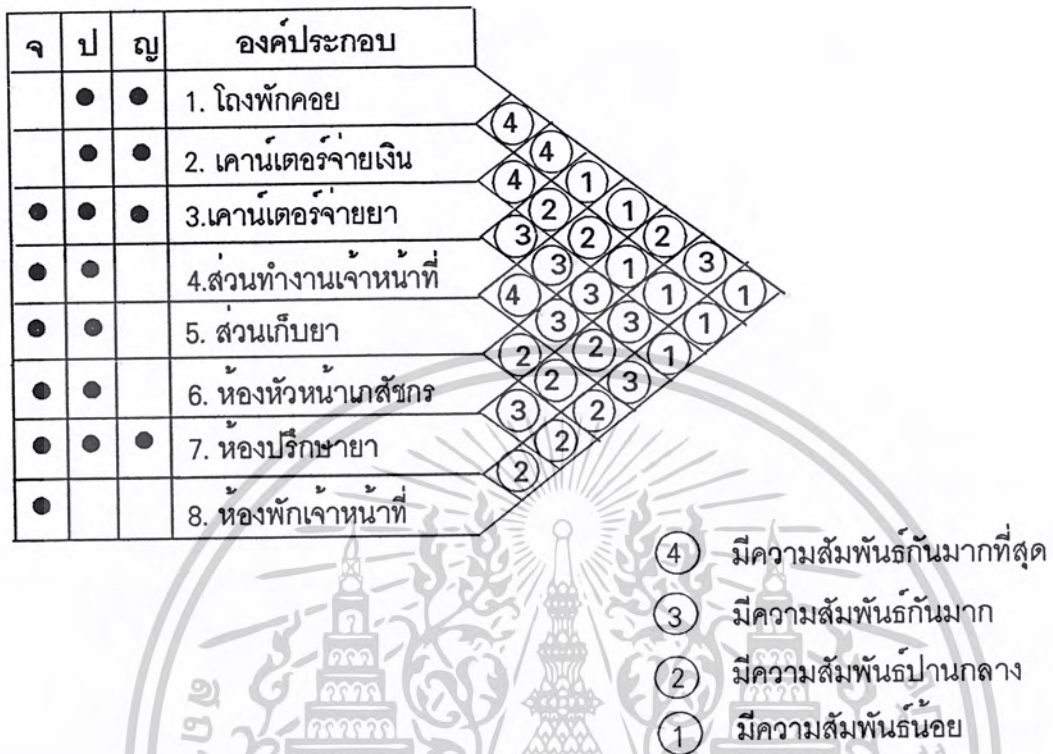 จ ป ญ องค์ประกอบ
1. โถงพักคอย
4
4
2. เคาน์เตอร์จ่ายเงิน
4 1
2 1
3.เคาน์เตอร์จ่ายยา
3 2 2
3 1 3
4.ส่วนทำงานเจ้าหน้าที่
4 3 1 1
3 3 1
5. ส่วนเก็บยา
2 2 1
2 3
6. ห้องหัวหน้าเภสัชกร
3 2
2
7. ห้องปรึกษายา
2
8. ห้องพักเจ้าหน้าที่
4 มีความสัมพันธ์กันมากที่สุด
3 มีความสัมพันธ์กันมาก
2 มีความสัมพันธ์ปานกลาง
1 มีความสัมพันธ์น้อย